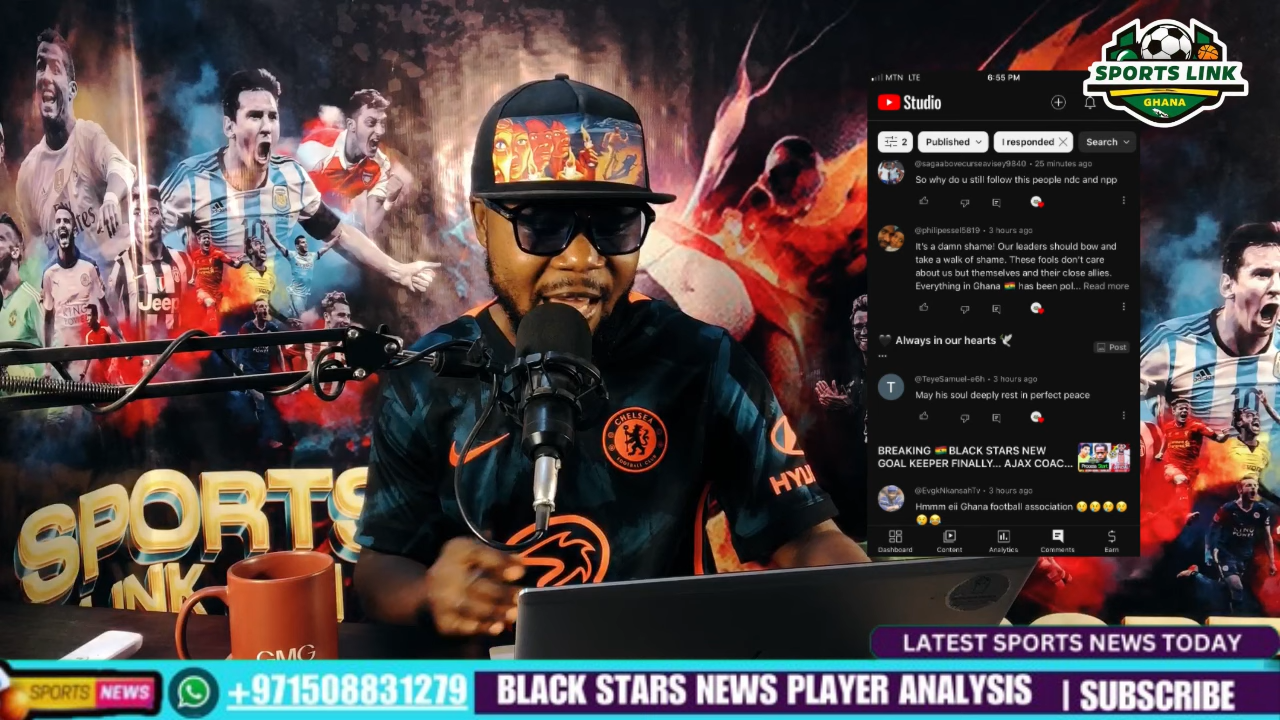 SPORTS LINK
GHANA
MTN LTE
6:55 PM
Studio
2
Published
I responded
Search
@sagaabovecurseavisey9840 • 25 minutes ago
So why do u still follow this people ndc and npp
@philipessel5819 • 3 hours ago
It's a damn shame! Our leaders should bow and
take a walk of shame. These fools don't care
about us but themselves and their close allies.
Everything in Ghana 🇬🇭 has been pol... Read more
🖤 Always in our hearts 🕊
...
Post
T
@TeyeSamuel-e6h • 3 hours ago
May his soul deeply rest in perfect peace
BREAKING 🇬🇭BLACK STARS NEW
GOAL KEEPER FINALLY... AJAX COAC...
@EvgkNkansahTv • 3 hours ago
Hmmm eii Ghana football association 😢😢😢😢
😢😂
Dashboard
Content
Analytics
Comments
Earn
CHELSEA
FOOTBALL CLUB
HYU
Jeep
SPORTS
LINK
GMG
LATEST SPORTS NEWS TODAY
SPORTS NEWS
+971508831279
BLACK STARS NEWS PLAYER ANALYSIS
| SUBSCRIBE